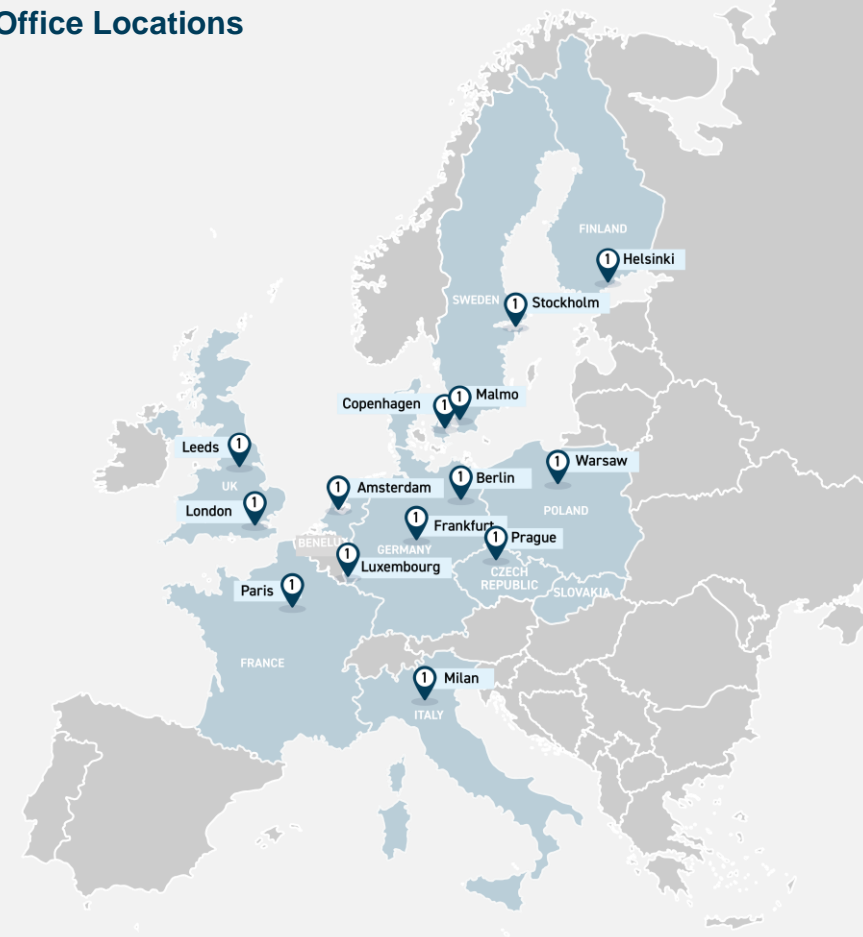 Office Locations
FINLAND
1 Helsinki
SWEDEN
1 Stockholm
1 Malmo
Copenhagen 1
Leeds 1
1 Warsaw
1 Berlin
1 Amsterdam
UK
London 1
POLAND
1 Frankfurt
1 Prague
BENELUX
GERMANY
1
Luxembourg
CZECH
REPUBLIC
Paris 1
SLOVAKIA
FRANCE
1 Milan
ITALY